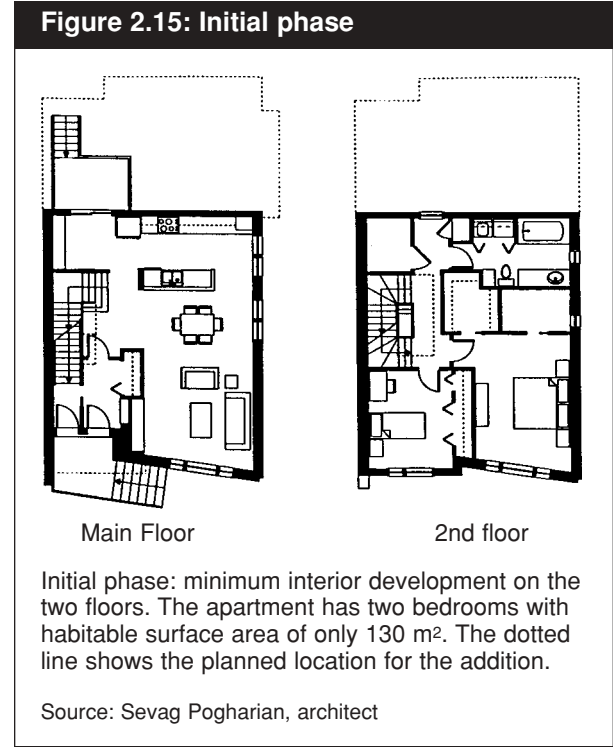 Figure 2.15: Initial phase
Main Floor
2nd floor
Initial phase: minimum interior development on the
two floors. The apartment has two bedrooms with
habitable surface area of only 130 m². The dotted
line shows the planned location for the addition.
Source: Sevag Pogharian, architect